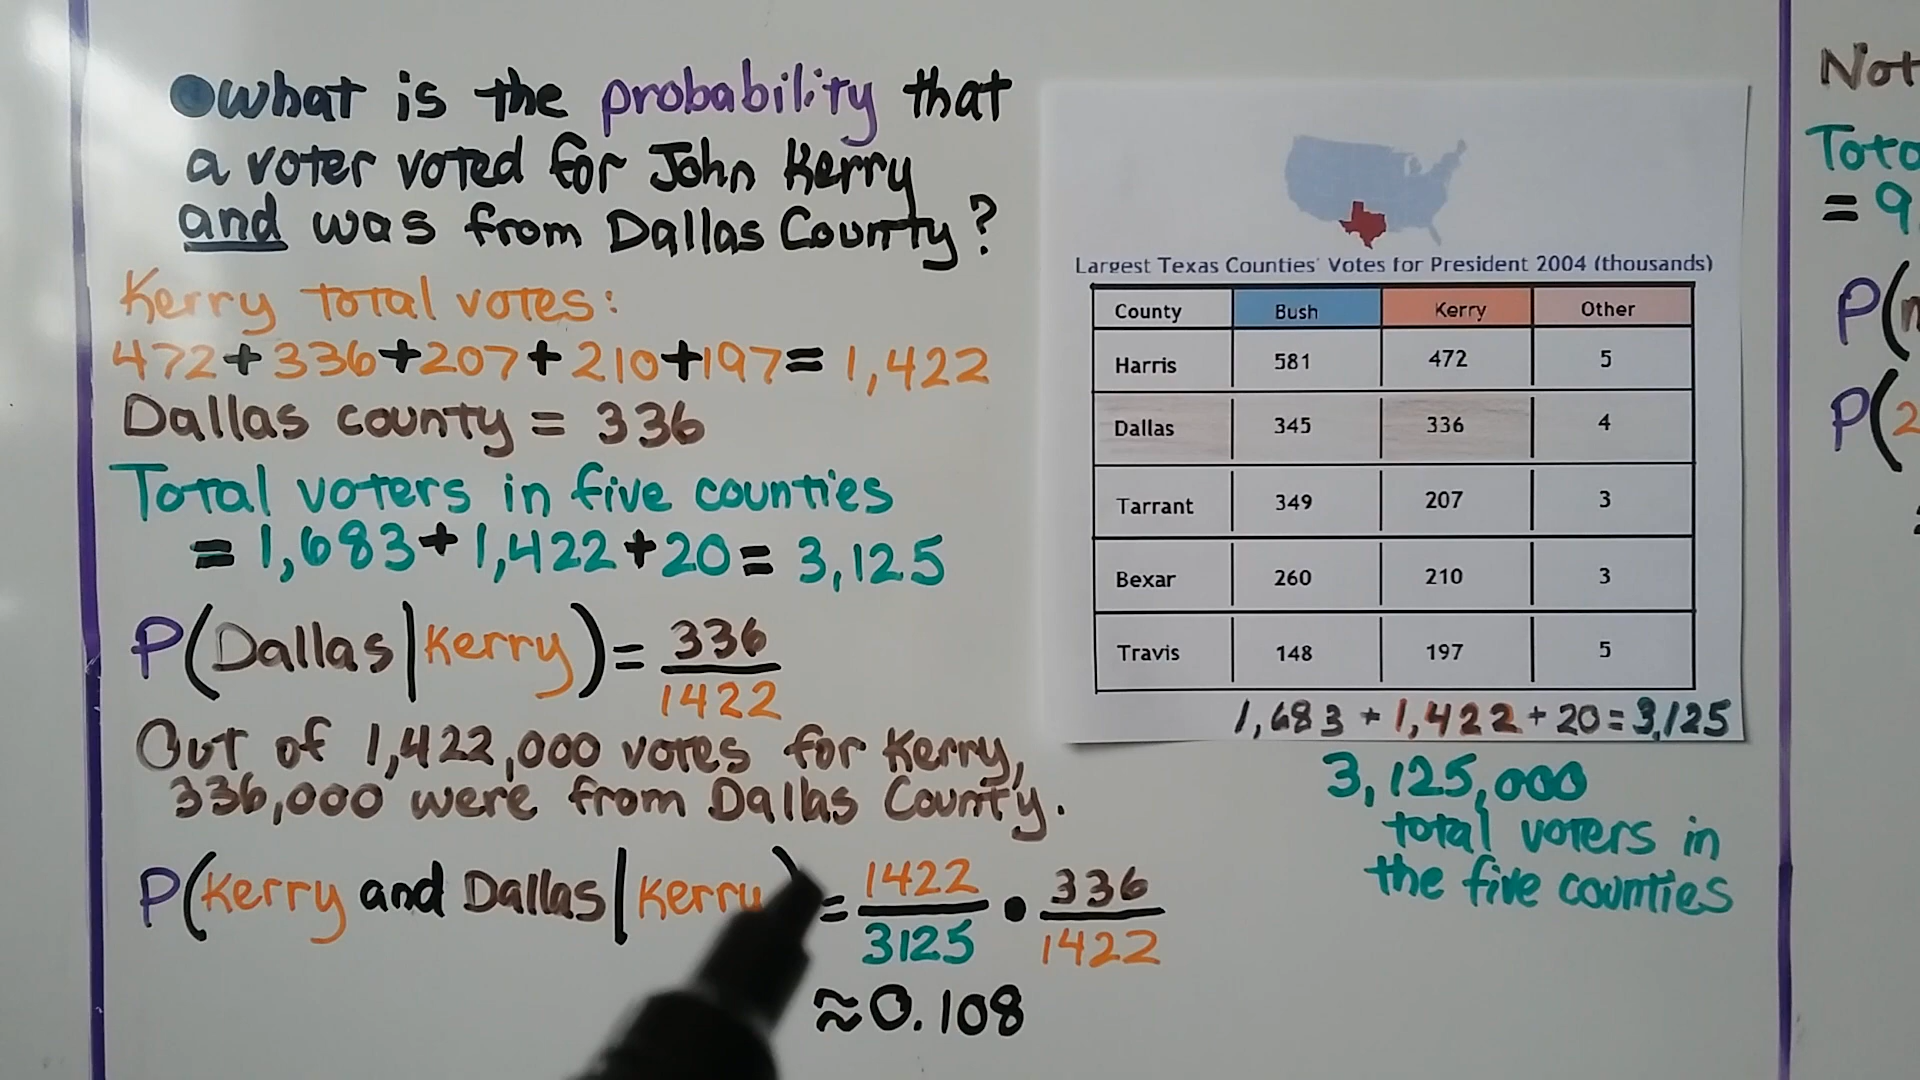 What is the probability that
a voter voted for John Kerry
and was from Dallas County?
Kerry total votes:
472+336+207+210+197=1,422
Dallas county = 336
Total voters in five counties
=1,683+1,422+20=3,125
P(Dallas|Kerry)=336/1422
Out of 1,422,000 votes for Kerry,
336,000 were from Dallas County.
P(Kerry and Dallas|Kerry)=1422/3125•336/1422
≈0.108
Largest Texas Counties' Votes for President 2004 (thousands)
County Bush Kerry Other
Harris 581 472 5
Dallas 345 336 4
Tarrant 349 207 3
Bexar 260 210 3
Travis 148 197 5
1,683+1,422+20=3,125
3,125,000
total voters in
the five counties
Not
= 9
P(
P(2